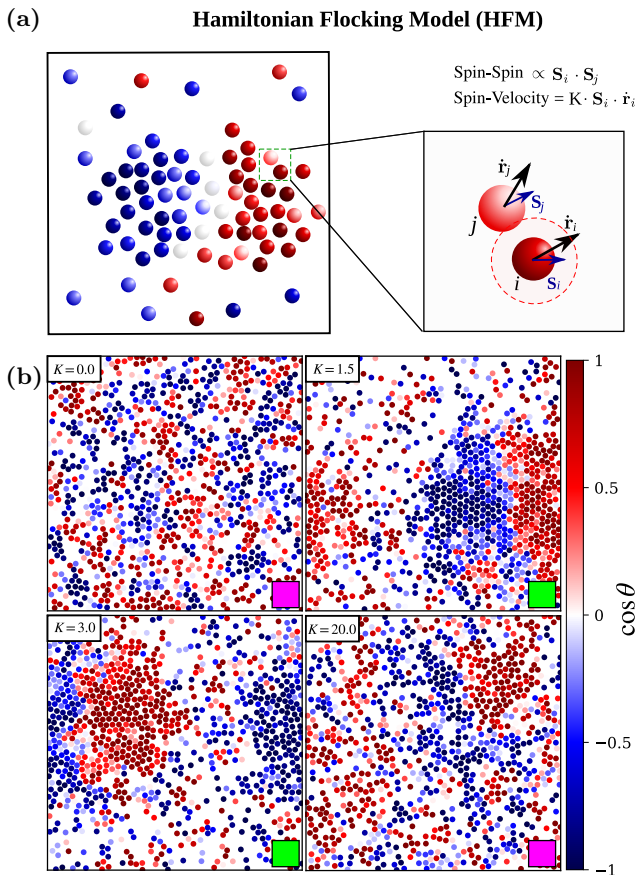 (a) Hamiltonian Flocking Model (HFM)
Spin-Spin ∝ S_i · S_j
Spin-Velocity = K· S_i · ṙ_i
ṙ_j
S_j
j
ṙ_i
i
S_i
(b)
K=0.0
K=1.5
1
0.5
0
−0.5
−1
cos θ
K=3.0
K=20.0